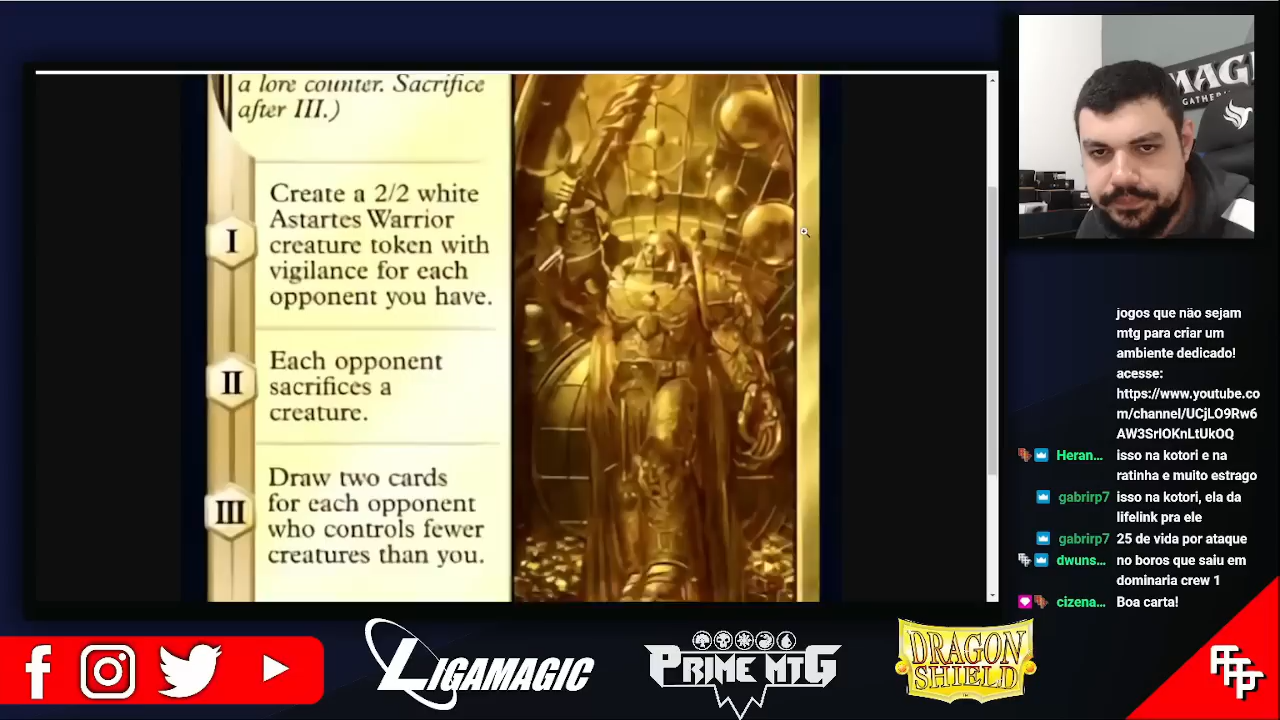 a lore counter. Sacrifice
after III.)
I
Create a 2/2 white
Astartes Warrior
creature token with
vigilance for each
opponent you have.
II
Each opponent
sacrifices a
creature.
III
Draw two cards
for each opponent
who controls fewer
creatures than you.
MAGI
GATHER
jogos que não sejam
mtg para criar um
ambiente dedicado!
acesse:
https://www.youtube.co
m/channel/UCjLO9Rw6
AW3SrIOKnLtUkOQ
Heran... isso na kotori e na
ratinha e muito estrago
gabrirp7 isso na kotori, ela da
lifelink pra ele
gabrirp7 25 de vida por ataque
dwuns... no boros que saiu em
dominaria crew 1
cizena... Boa carta!
LIGAMAGIC
PRIME MTG
DRAGON
SHIELD